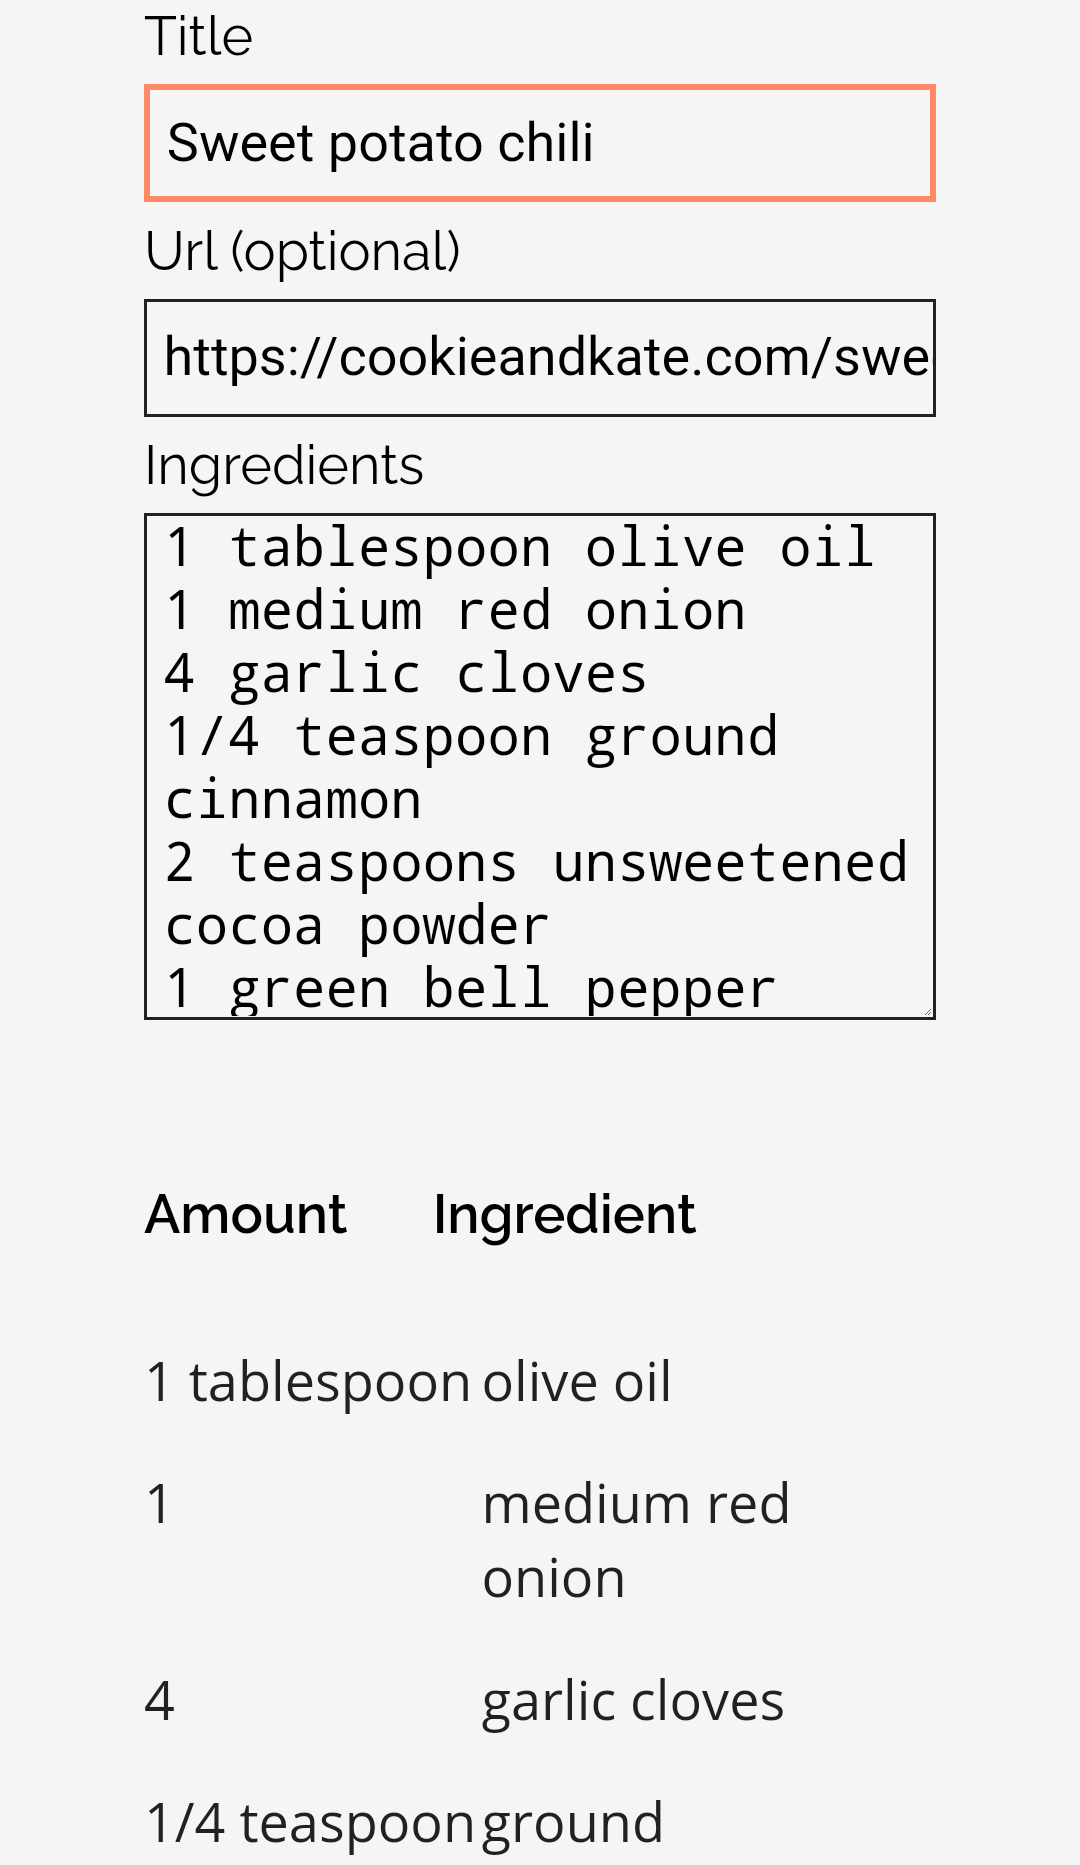 Title
Sweet potato chili
Url (optional)
https://cookieandkate.com/swe
Ingredients
1 tablespoon olive oil
1 medium red onion
4 garlic cloves
1/4 teaspoon ground
cinnamon
2 teaspoons unsweetened
cocoa powder
1 green bell pepper
Amount Ingredient
1 tablespoon olive oil
1 medium red
onion
4 garlic cloves
1/4 teaspoon ground